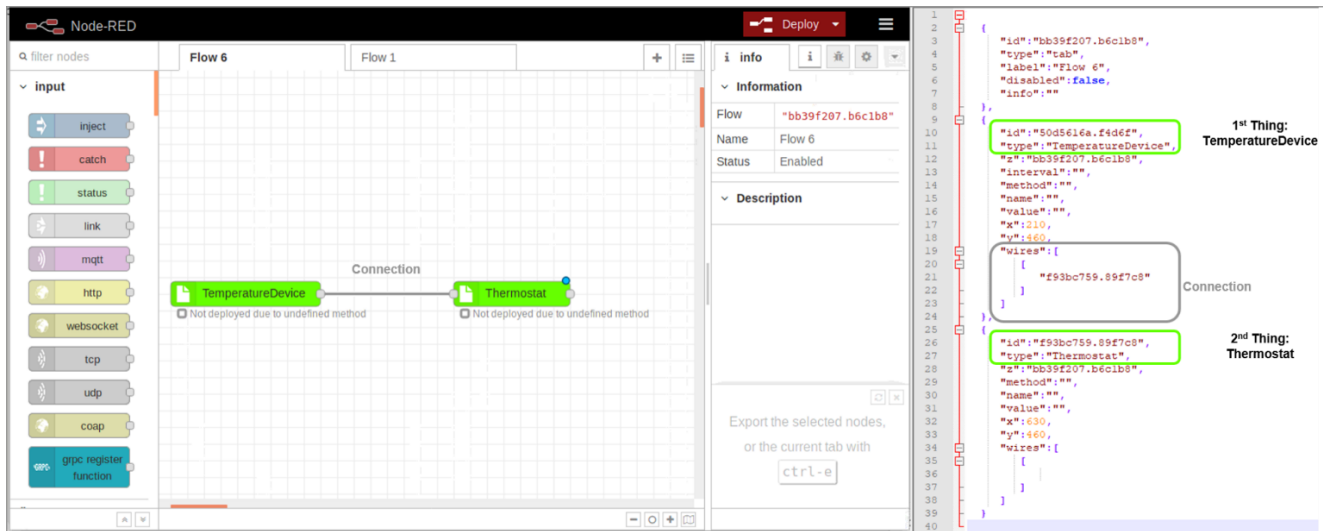 Node-RED
Deploy
filter nodes
Flow 6
Flow 1
info
i
input
inject
catch
status
link
mqtt
http
websocket
tcp
udp
coap
grpc register
function
Connection
TemperatureDevice
Thermostat
Not deployed due to undefined method
Not deployed due to undefined method
Information
Flow "bb39f207.b6c1b8"
Name Flow 6
Status Enabled
Description
Export the selected nodes,
or the current tab with
ctrl-e
1 [
2 {
3 "id":"bb39f207.b6c1b8",
4 "type":"tab",
5 "label":"Flow 6",
6 "disabled":false,
7 "info":""
8 },
9 {
10 "id":"50d5616a.f4d6f",
11 "type":"TemperatureDevice",
12 "z":"bb39f207.b6c1b8",
13 "interval":"",
14 "method":"",
15 "name":"",
16 "value":"",
17 "x":210,
18 "y":460,
19 "wires":[
20 [
21 "f93bc759.89f7c8"
22 ]
23 ]
24 },
25 {
26 "id":"f93bc759.89f7c8",
27 "type":"Thermostat",
28 "z":"bb39f207.b6c1b8",
29 "method":"",
30 "name":"",
31 "value":"",
32 "x":630,
33 "y":460,
34 "wires":[
35 [
36
37 ]
38 ]
39 }
40
1st Thing:
TemperatureDevice
Connection
2nd Thing:
Thermostat